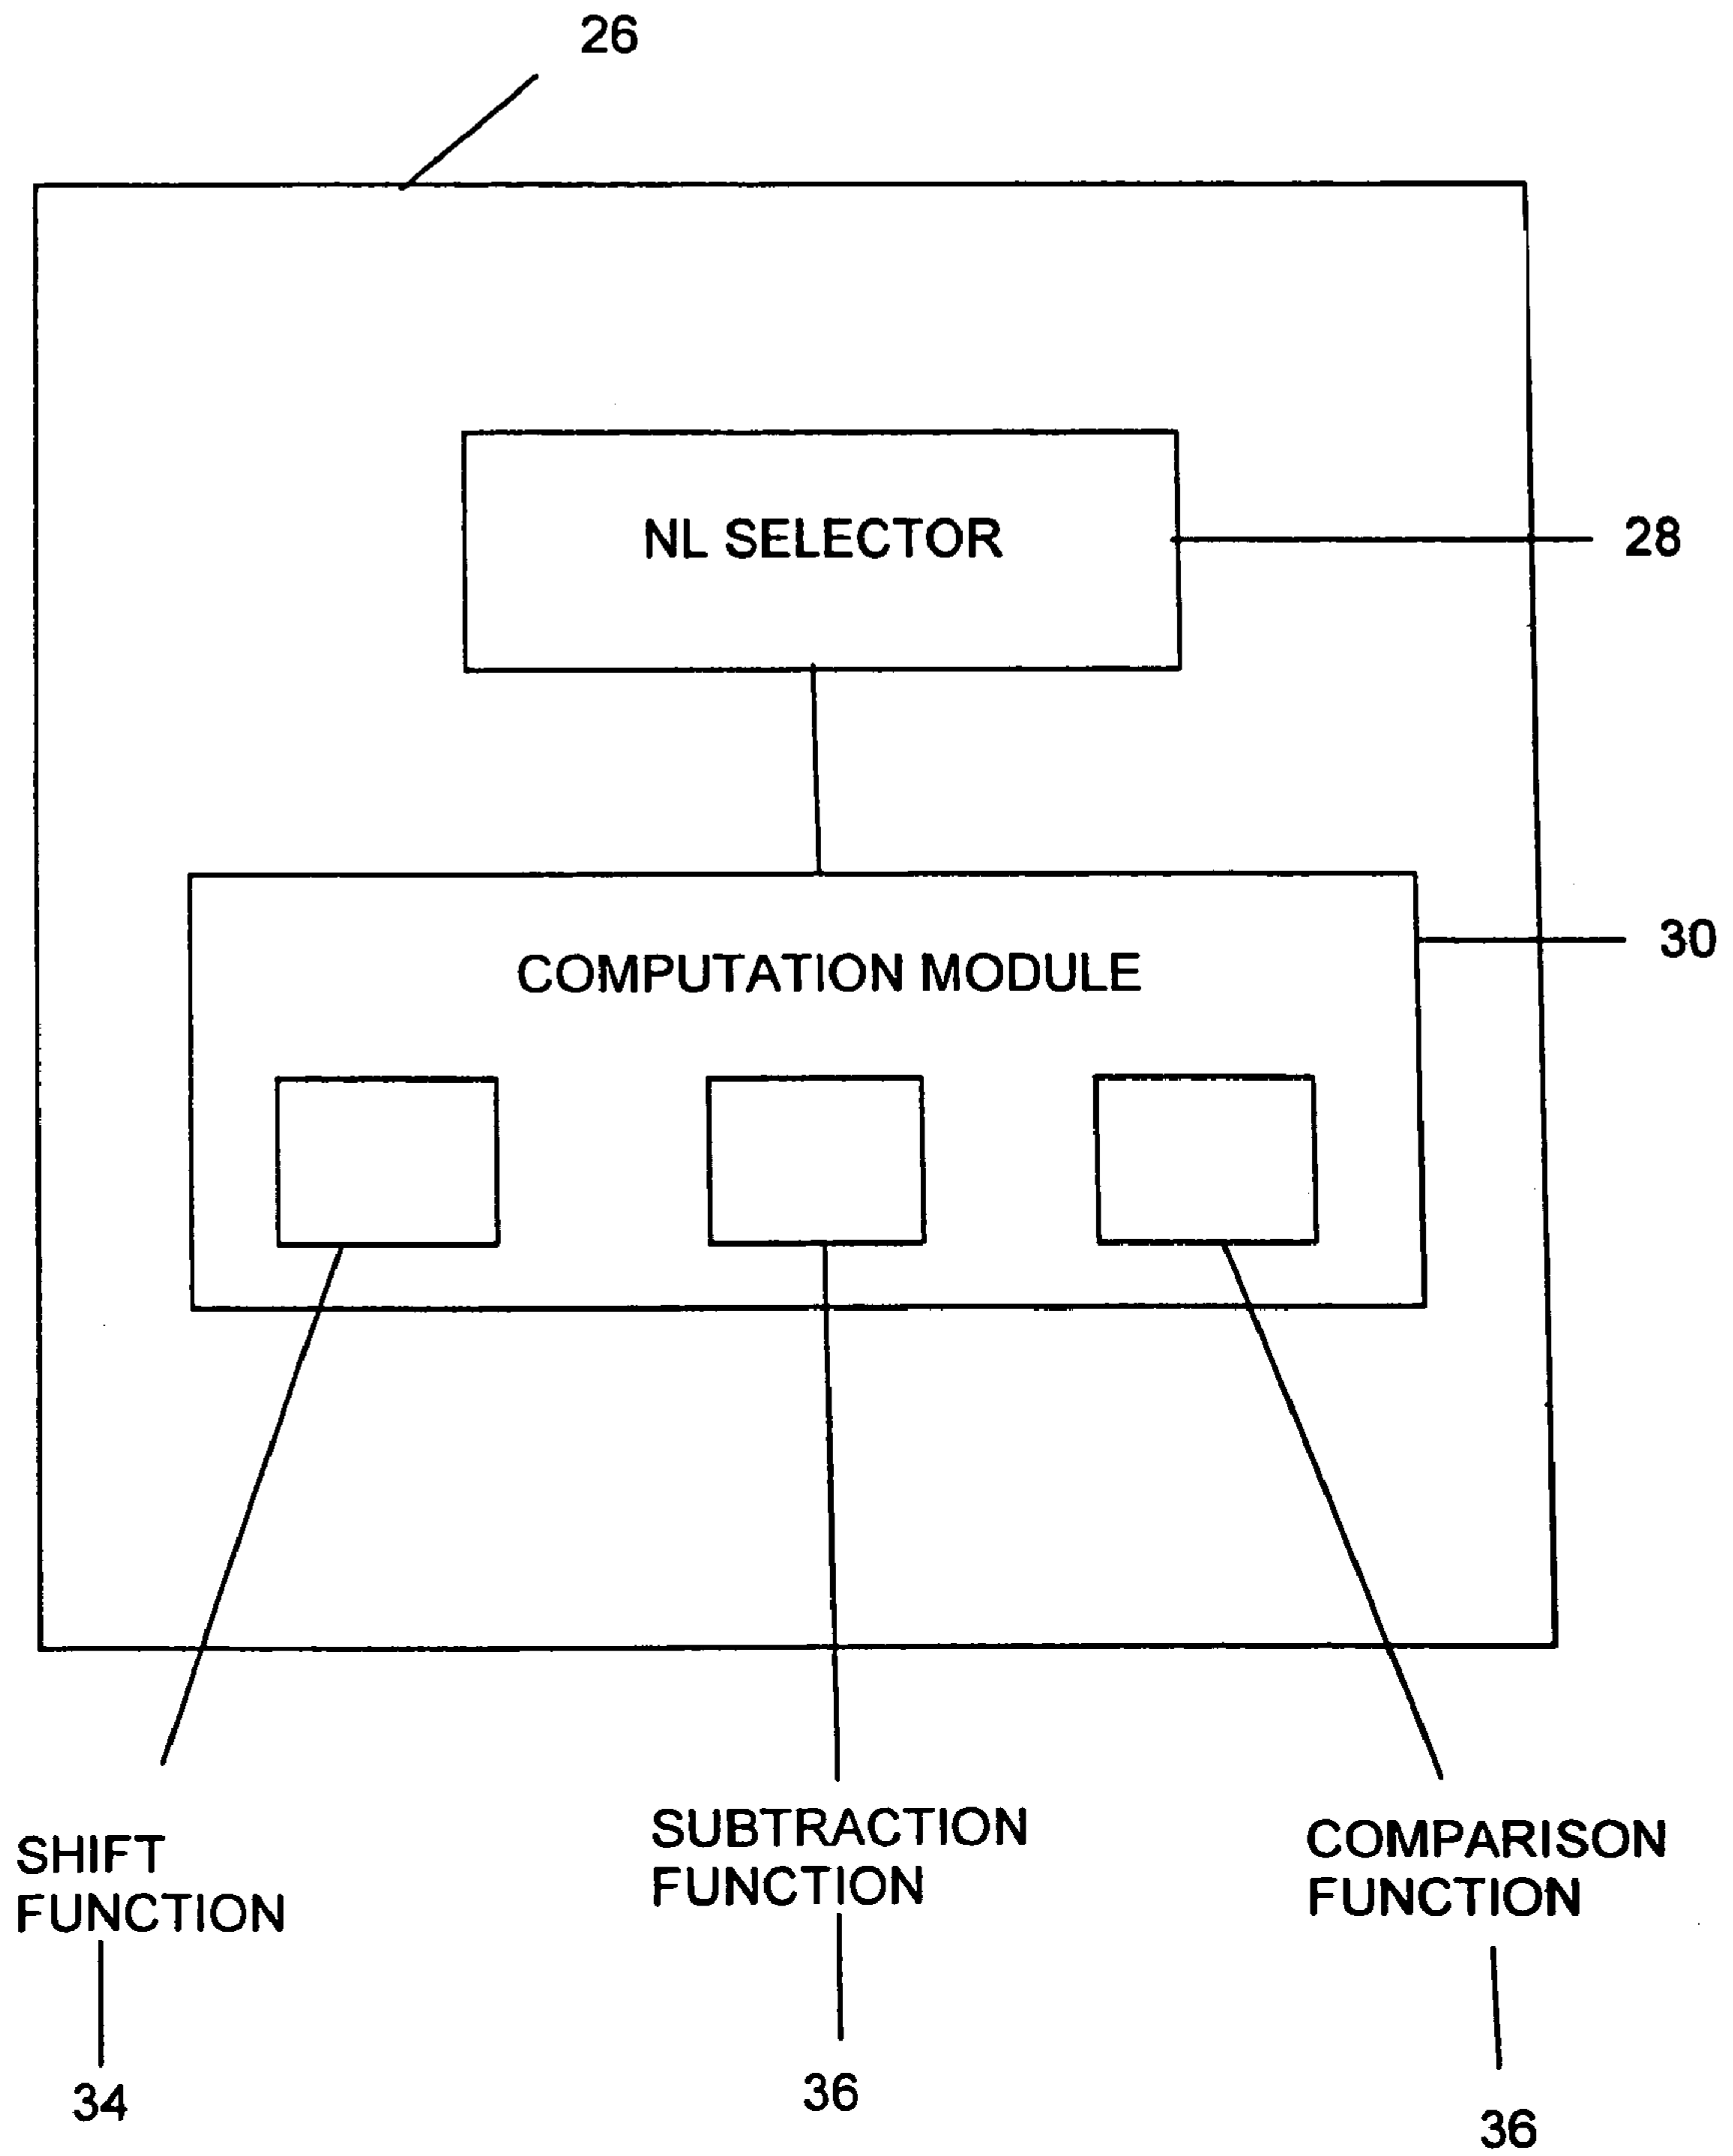 26
NL SELECTOR
28
COMPUTATION MODULE
30
SHIFT
FUNCTION
34
SUBTRACTION
FUNCTION
36
COMPARISON
FUNCTION
36